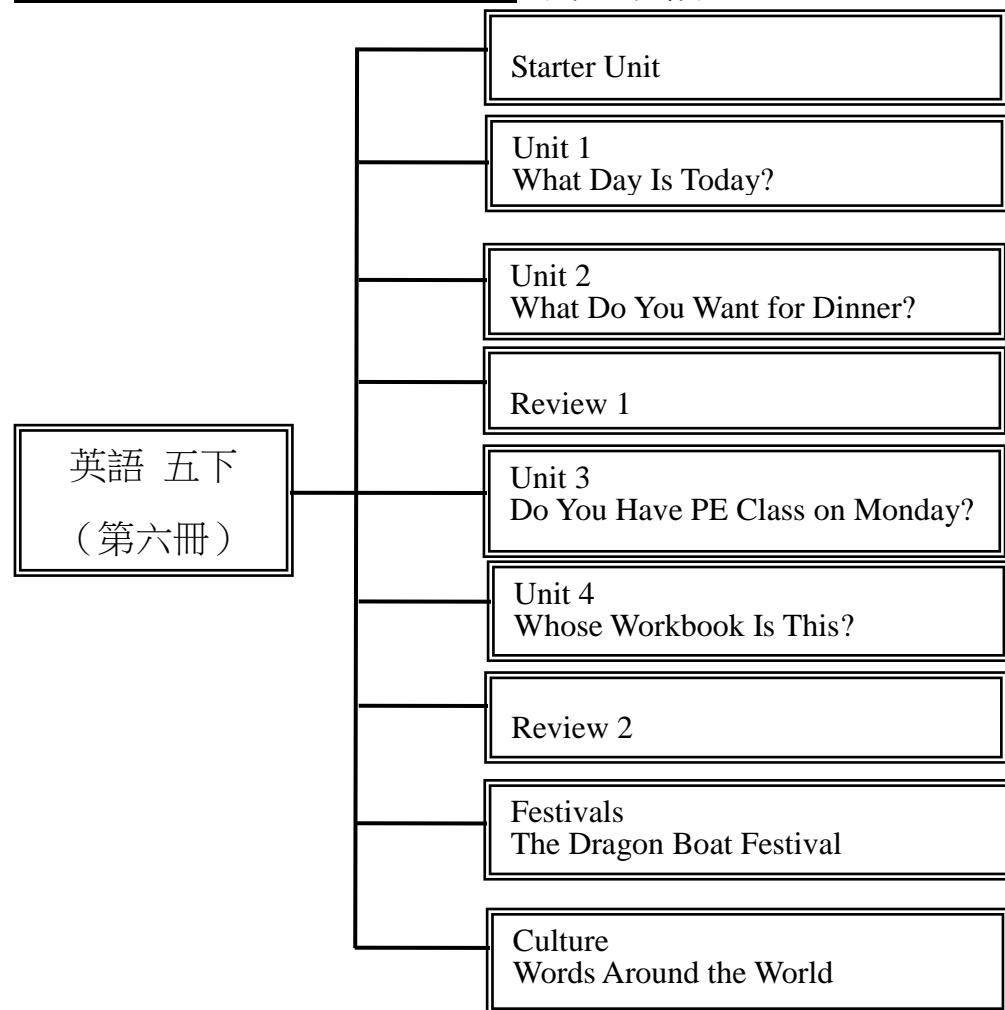 Starter Unit
Unit 1
What Day Is Today?
Unit 2
What Do You Want for Dinner?
Review 1
英語 五下
（第六冊）
Unit 3
Do You Have PE Class on Monday?
Unit 4
Whose Workbook Is This?
Review 2
Festivals
The Dragon Boat Festival
Culture
Words Around the World